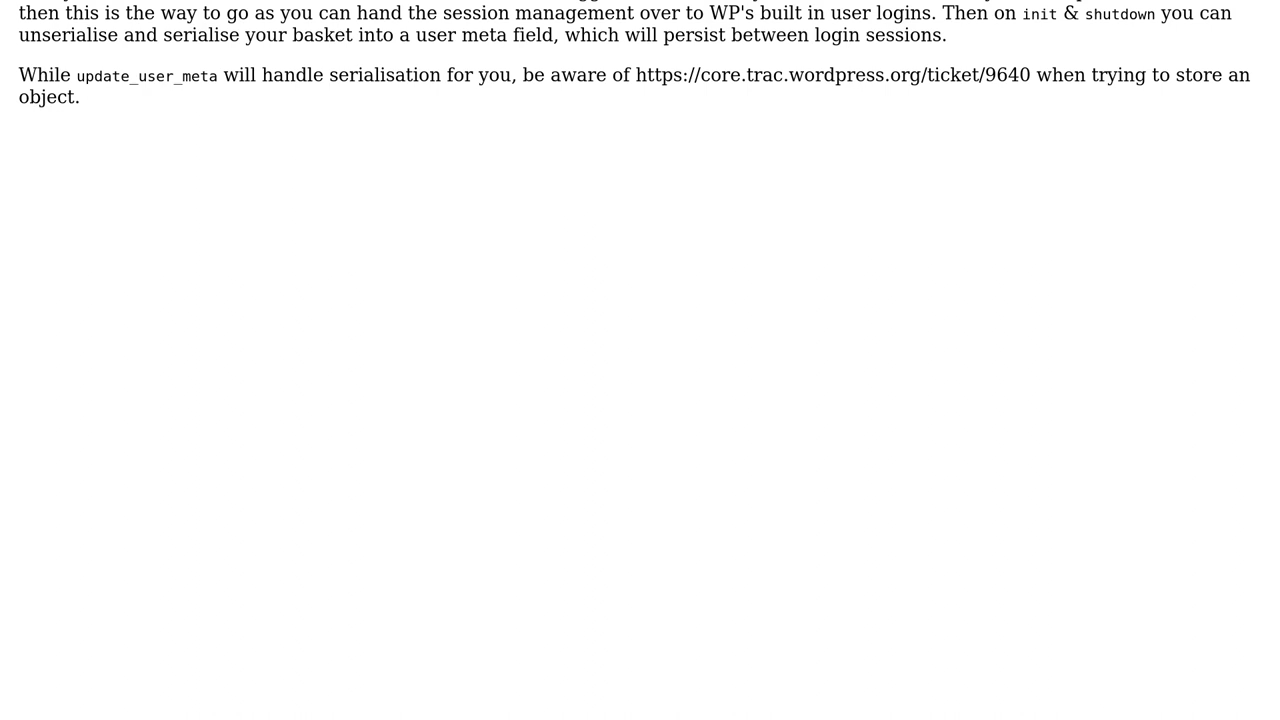 then this is the way to go as you can hand the session management over to WP's built in user logins. Then on init & shutdown you can
unserialise and serialise your basket into a user meta field, which will persist between login sessions.
While update_user_meta will handle serialisation for you, be aware of https://core.trac.wordpress.org/ticket/9640 when trying to store an
object.